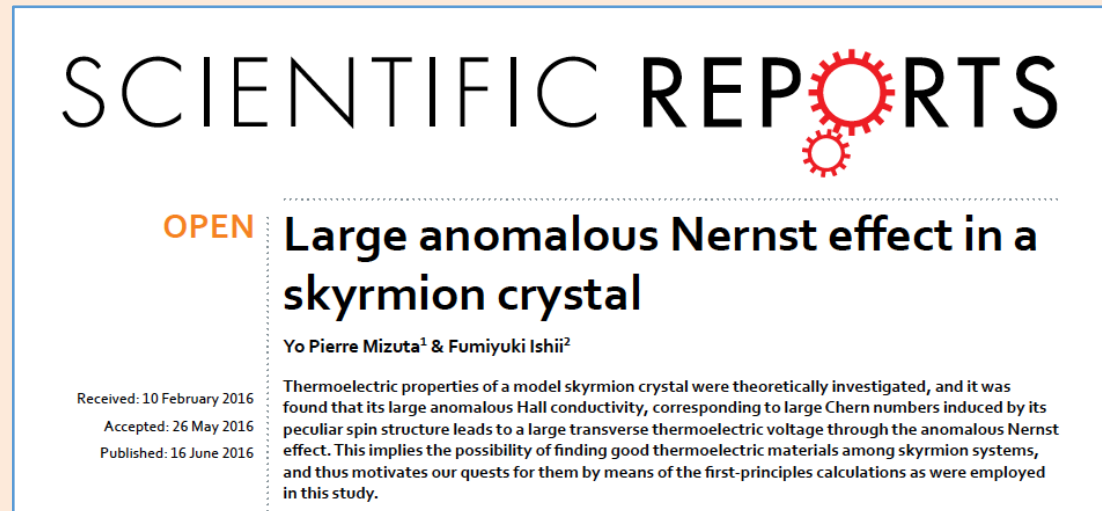 SCIENTIFIC REPORTS
OPEN
Large anomalous Nernst effect in a
skyrmion crystal
Yo Pierre Mizuta¹ & Fumiyuki Ishii²
Received: 10 February 2016
Accepted: 26 May 2016
Published: 16 June 2016
Thermoelectric properties of a model skyrmion crystal were theoretically investigated, and it was
found that its large anomalous Hall conductivity, corresponding to large Chern numbers induced by its
peculiar spin structure leads to a large transverse thermoelectric voltage through the anomalous Nernst
effect. This implies the possibility of finding good thermoelectric materials among skyrmion systems,
and thus motivates our quests for them by means of the first-principles calculations as were employed
in this study.